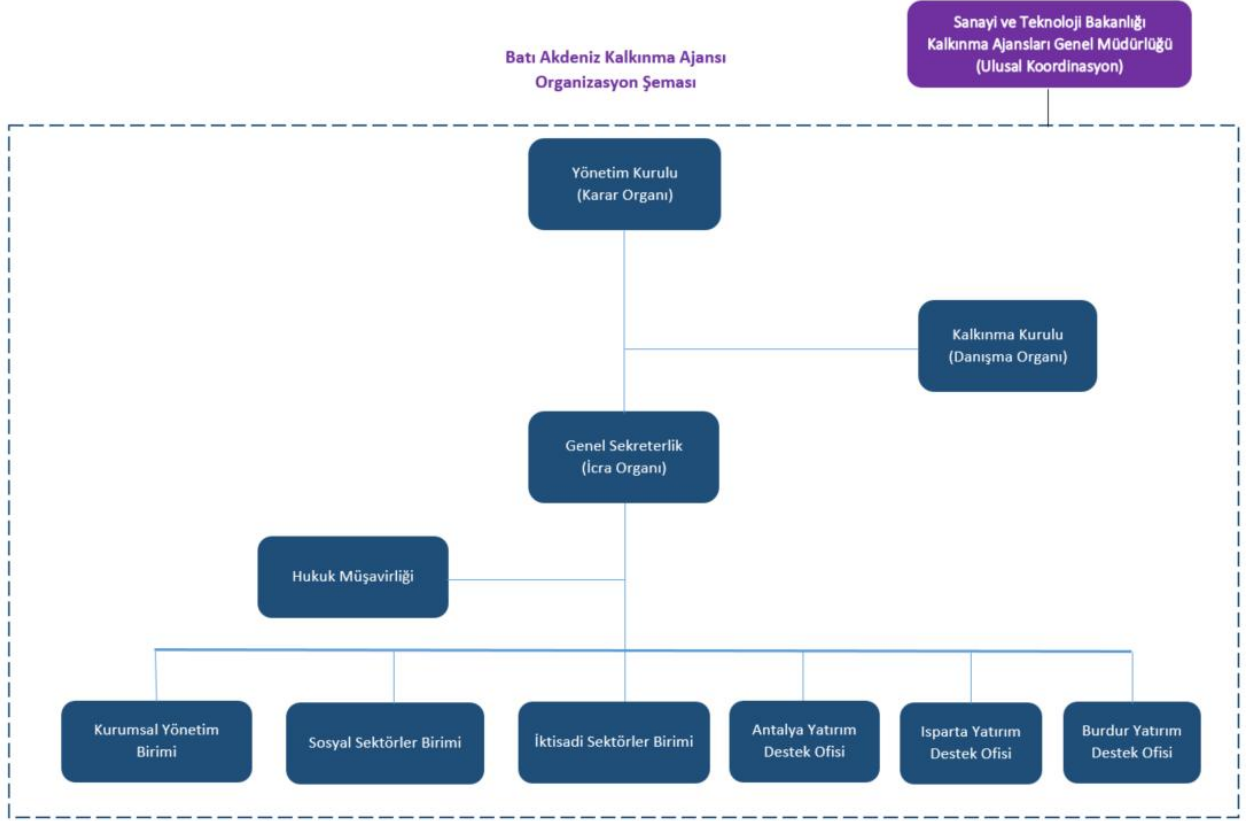 Sanayi ve Teknoloji Bakanlığı
Kalkınma Ajansları Genel Müdürlüğü
(Ulusal Koordinasyon)
Batı Akdeniz Kalkınma Ajansı
Organizasyon Şeması
Yönetim Kurulu
(Karar Organı)
Kalkınma Kurulu
(Danışma Organı)
Genel Sekreterlik
(İcra Organı)
Hukuk Müşavirliği
Kurumsal Yönetim
Birimi
Sosyal Sektörler Birimi
İktisadi Sektörler Birimi
Antalya Yatırım
Destek Ofisi
Isparta Yatırım
Destek Ofisi
Burdur Yatırım
Destek Ofisi